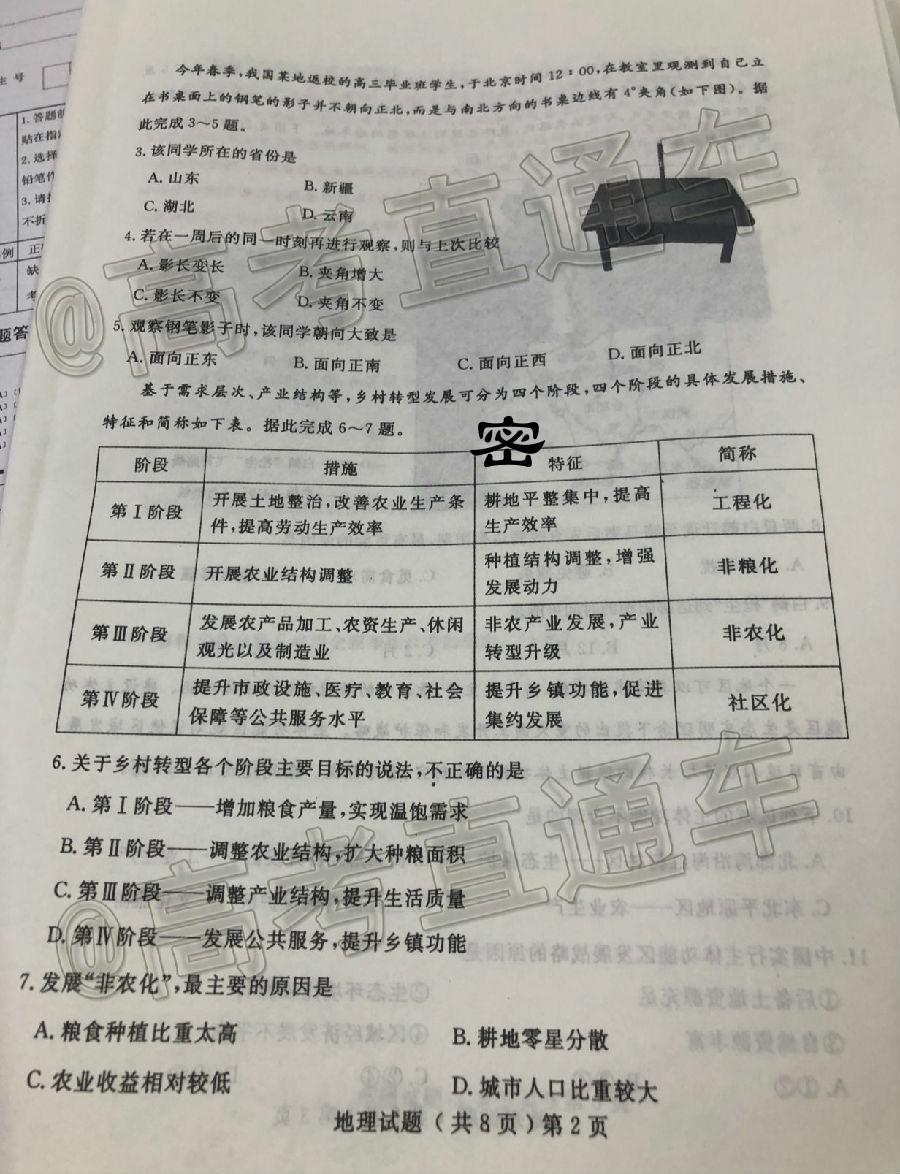 今年春季,我国某地返校的高三毕业班学生,于北京时间12:00,在教室里观测到自己立
在书桌面上的钢笔的影子并不朝向正北,而是与南北方向的书桌边线有4°夹角(如下图)。据
此完成3～5题。
3.该同学所在的省份是
A.山东
B.新疆
C.湖北
D.云南
4.若在一周后的同一时刻再进行观察,则与上次比较
A.影长变长
B.夹角增大
C.影长不变
D.夹角不变
5.观察钢笔影子时,该同学朝向大致是
A.面向正东
B.面向正南
C.面向正西
D.面向正北
基于需求层次、产业结构等,乡村转型发展可分为四个阶段,四个阶段的具体发展措施、
特征和简称如下表。据此完成6～7题。
密
阶段
措施
特征
简称
第Ⅰ阶段
开展土地整治,改善农业生产条
件,提高劳动生产效率
耕地平整集中,提高
生产效率
工程化
第Ⅱ阶段
开展农业结构调整
种植结构调整,增强
发展动力
非粮化
第Ⅲ阶段
发展农产品加工、农资生产、休闲
观光以及制造业
非农产业发展,产业
转型升级
非农化
第Ⅳ阶段
提升市政设施、医疗、教育、社会
保障等公共服务水平
提升乡镇功能,促进
集约发展
社区化
6.关于乡村转型各个阶段主要目标的说法,不正确的是
A.第Ⅰ阶段——增加粮食产量,实现温饱需求
B.第Ⅱ阶段——调整农业结构,扩大种粮面积
C.第Ⅲ阶段——调整产业结构,提升生活质量
D.第Ⅳ阶段——发展公共服务,提升乡镇功能
7.发展“非农化”,最主要的原因是
A.粮食种植比重太高
B.耕地零星分散
C.农业收益相对较低
D.城市人口比重较大
地理试题(共8页)第2页
@高考直通车
@高考直通车